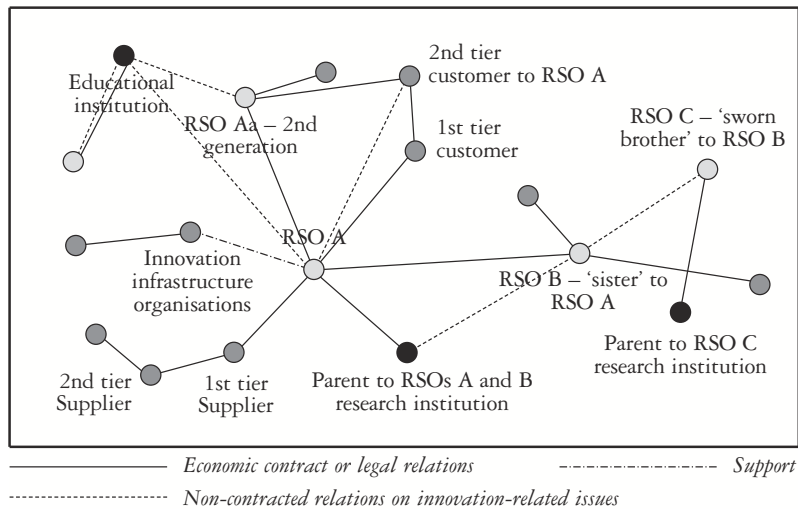 2nd tier
customer to RSO A
Educational
institution
RSO Aa – 2nd
generation
1st tier
customer
RSO C – ‘sworn
brother’ to RSO B
RSO A
Innovation
infrastructure
organisations
RSO B – ‘sister’ to
RSO A
2nd tier
Supplier
1st tier
Supplier
Parent to RSOs A and B
research institution
Parent to RSO C
research institution
Economic contract or legal relations
Support
Non-contracted relations on innovation-related issues